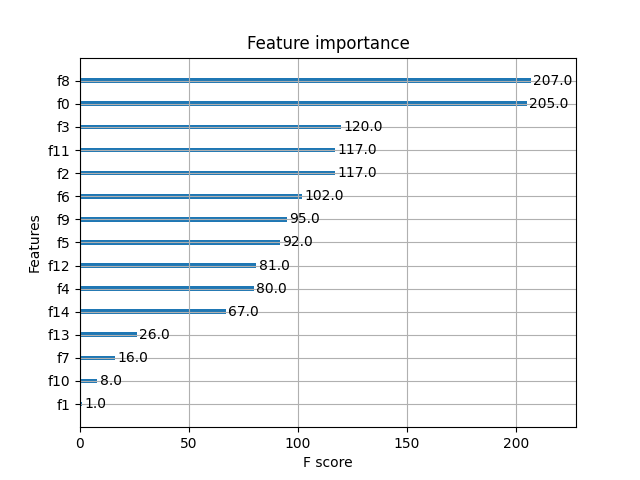 Feature importance
f8 207.0
f0 205.0
f3 120.0
f11 117.0
f2 117.0
f6 102.0
f9 95.0
f5 92.0
f12 81.0
f4 80.0
f14 67.0
f13 26.0
f7 16.0
f10 8.0
f1 1.0
Features
0 50 100 150 200
F score